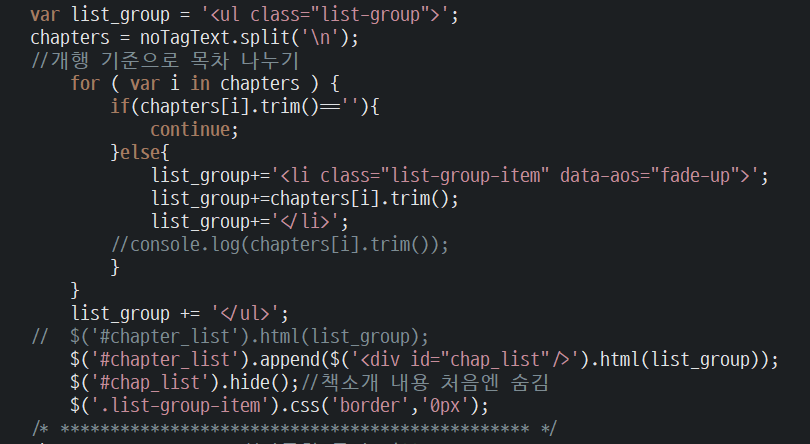 var list_group = '<ul class="list-group">';
chapters = noTagText.split('\n');
//개행 기준으로 목차 나누기
for ( var i in chapters ) {
if(chapters[i].trim()==''){
continue;
}else{
list_group+='<li class="list-group-item" data-aos="fade-up">';
list_group+=chapters[i].trim();
list_group+='</li>';
//console.log(chapters[i].trim());
}
}
list_group += '</ul>';
// $('#chapter_list').html(list_group);
$('#chapter_list').append($('<div id="chap_list"/>').html(list_group));
$('#chap_list').hide();//책소개 내용 처음엔 숨김
$('.list-group-item').css('border','0px');
/* *********************************************** */